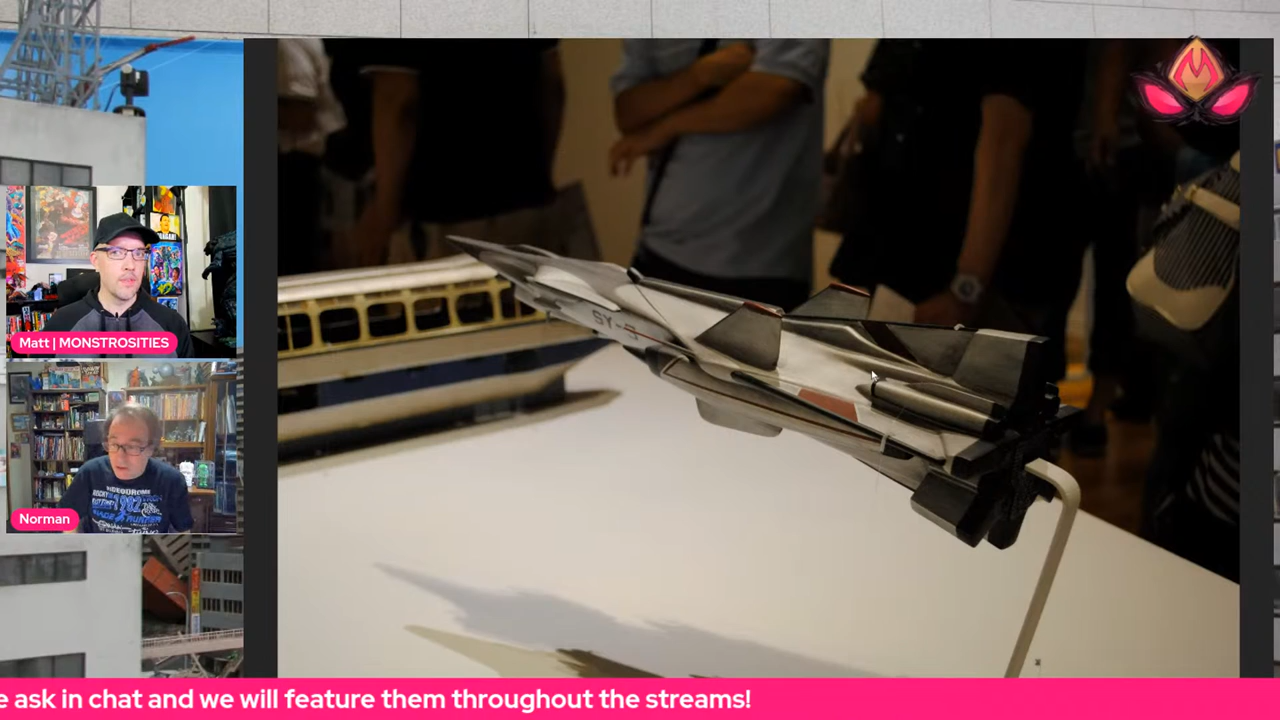 Matt | MONSTROSITIES
Norman
SY-3
e ask in chat and we will feature them throughout the streams!